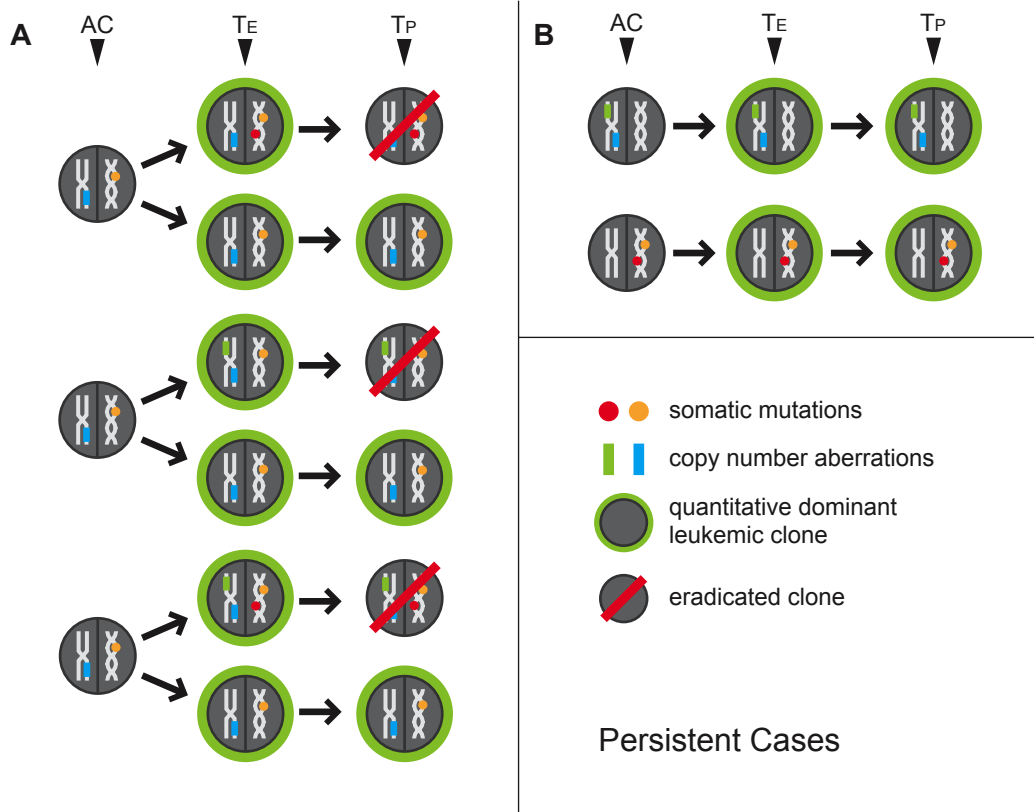 A
AC
TE
TP
B
AC
TE
TP
somatic mutations
copy number aberrations
quantitative dominant
leukemic clone
eradicated clone
Persistent Cases